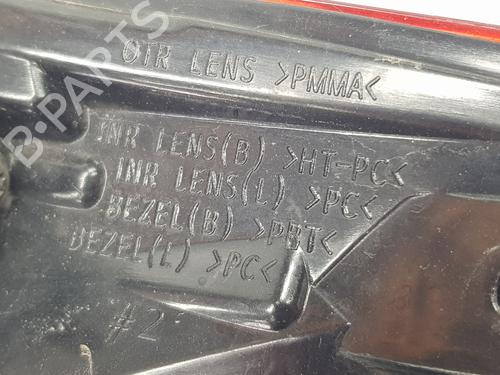 OTR LENS >PMMA<
INR LENS(B) >HT-PC<
INR LENS(L) >PC<
BEZEL(B) >PBT<
BEZEL(L) >PC<
#2
B-PARTS